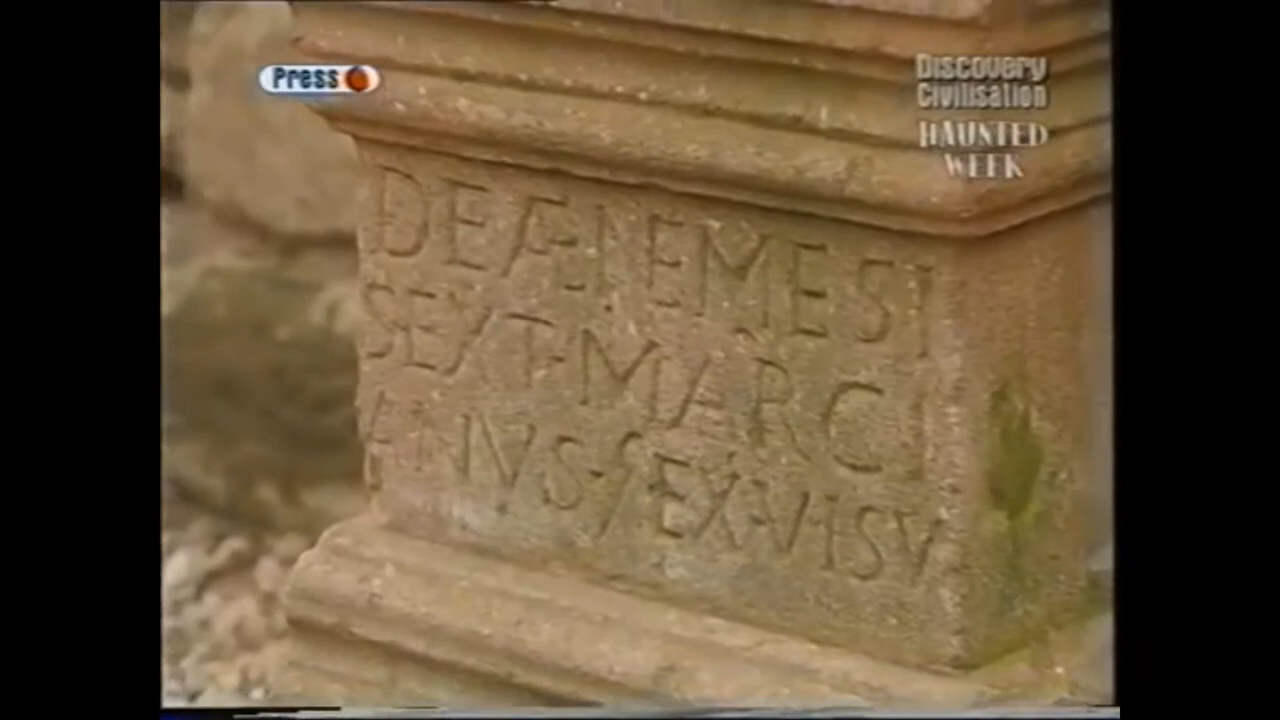 Press
Discovery
Civilisation
HAUNTED
WEEK
DEAE NEMESI
SEXT·MARCI
ANVS·> EX VISV